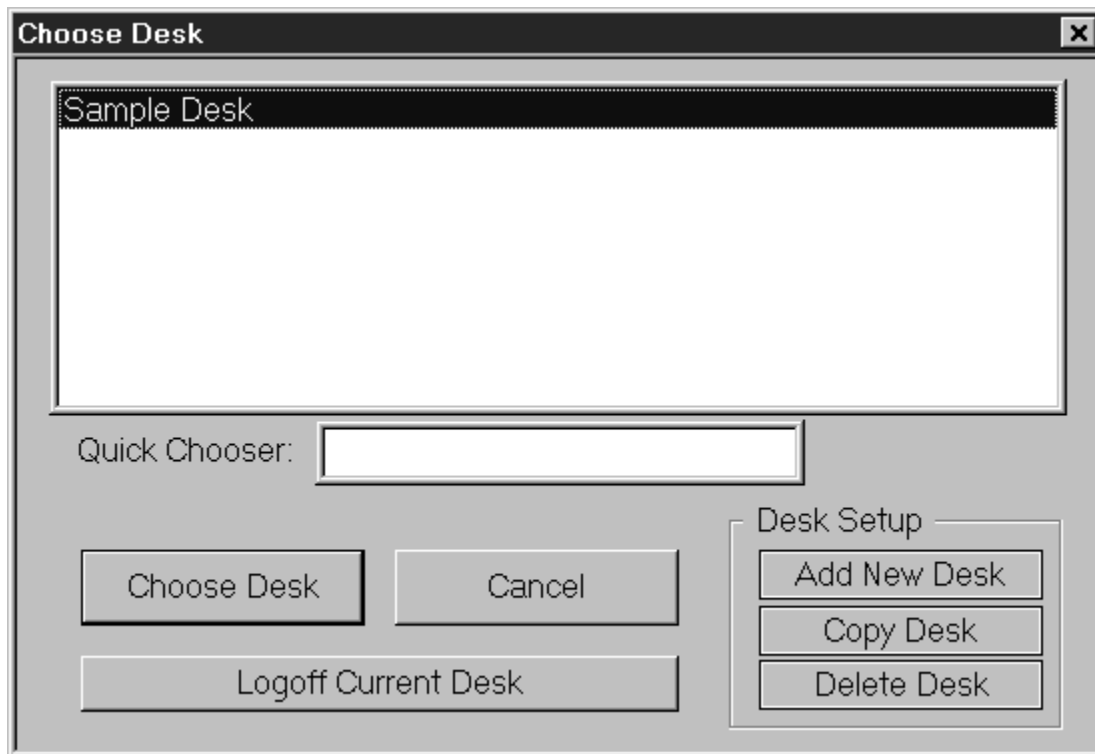 Choose Desk
Sample Desk
Quick Chooser:
Choose Desk
Cancel
Logoff Current Desk
Desk Setup
Add New Desk
Copy Desk
Delete Desk